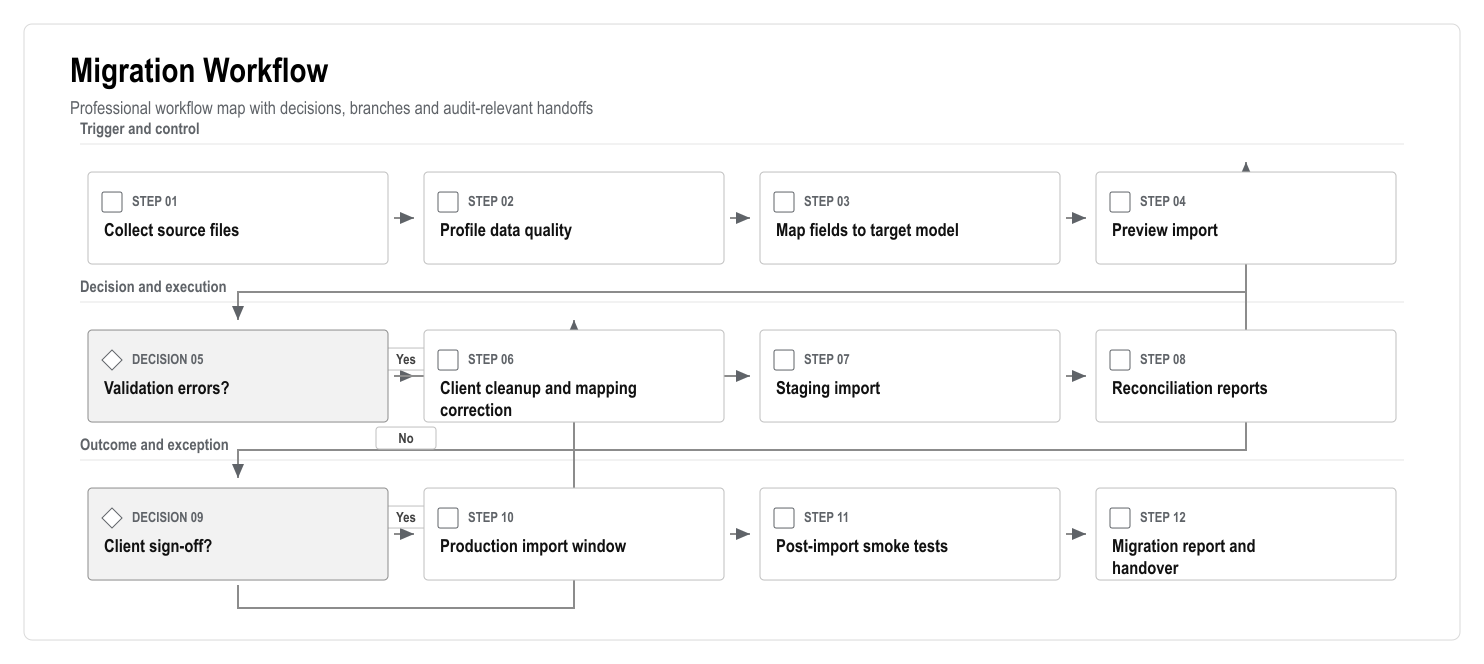 Migration Workflow
Professional workflow map with decisions, branches and audit-relevant handoffs
Trigger and control
STEP 01
Collect source files
STEP 02
Profile data quality
STEP 03
Map fields to target model
STEP 04
Preview import
Decision and execution
DECISION 05
Validation errors?
Yes
STEP 06
Client cleanup and mapping
correction
STEP 07
Staging import
STEP 08
Reconciliation reports
No
Outcome and exception
DECISION 09
Client sign-off?
Yes
STEP 10
Production import window
STEP 11
Post-import smoke tests
STEP 12
Migration report and
handover